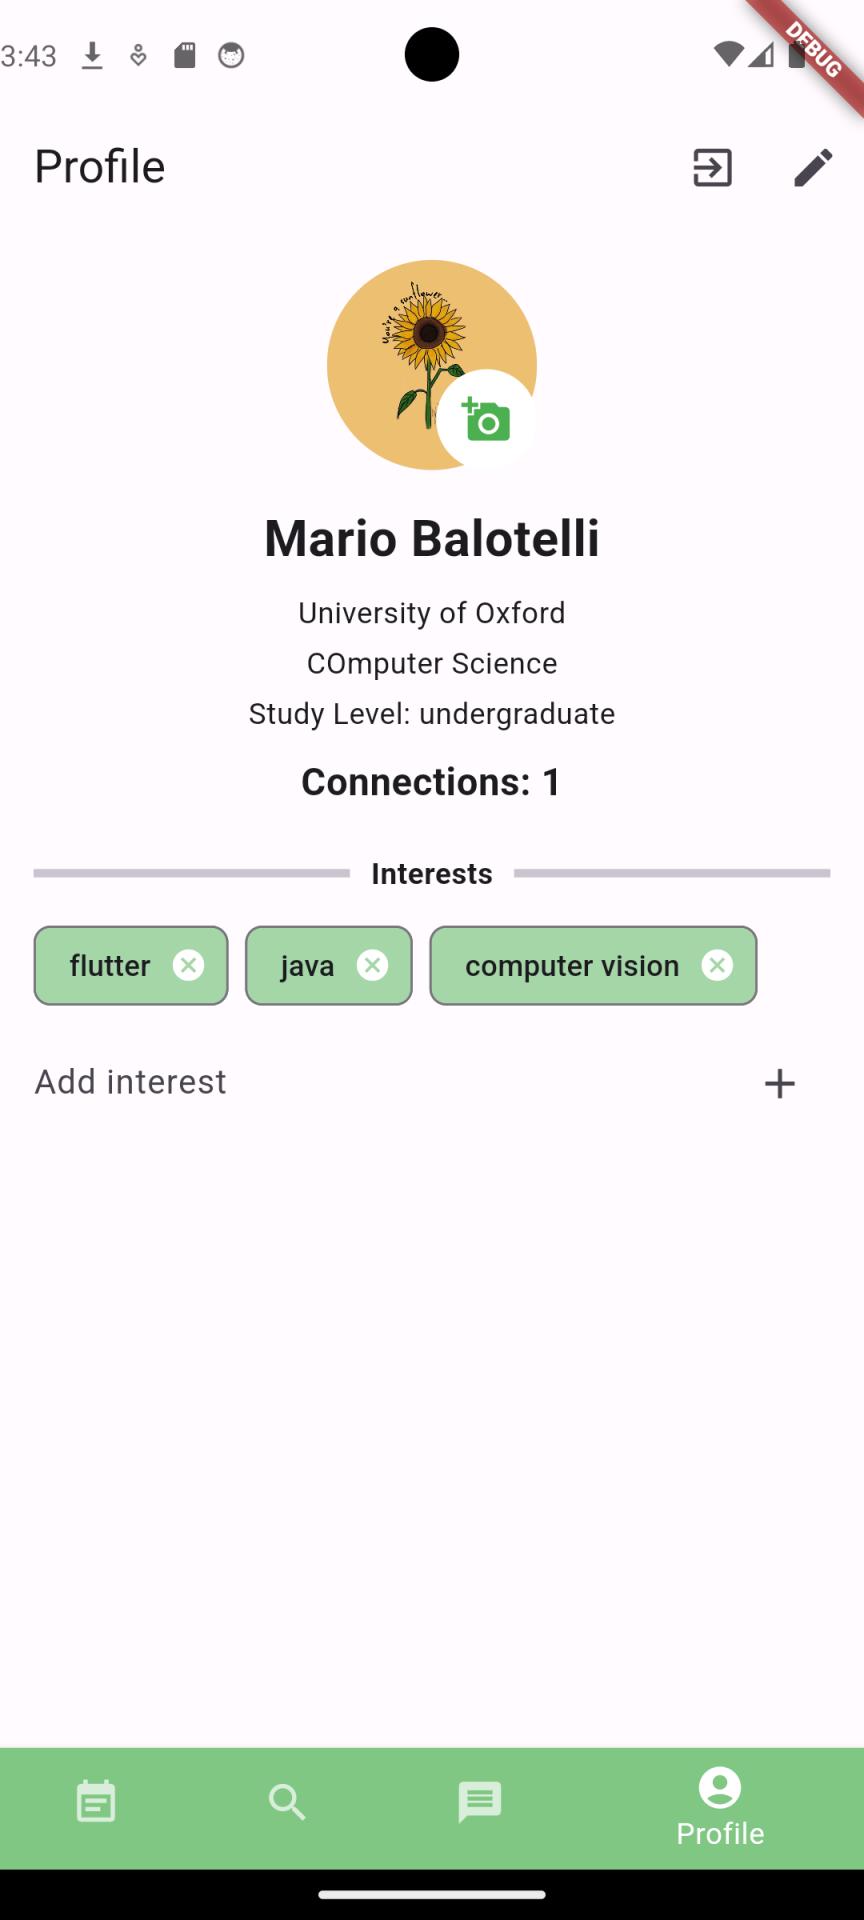 3:43
DEBUG
Profile
you're a sunflower
Mario Balotelli
University of Oxford
COmputer Science
Study Level: undergraduate
Connections: 1
Interests
flutter java computer vision
Add interest
Profile